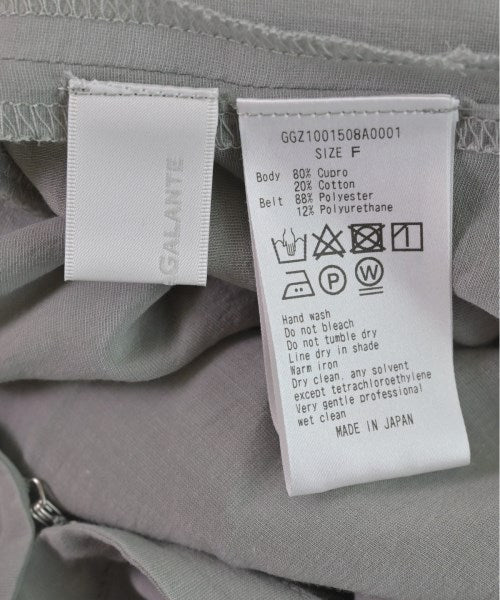 GALANTE
GGZ1001508A0001
SIZE F
Body 80% Cupro
20% Cotton
Belt 88% Polyester
12% Polyurethane
P W
Hand wash
Do not bleach
Do not tumble dry
Line dry in shade
Warm iron
Dry clean, any solvent
except tetrachloroethylene
Very gentle professional
wet clean
MADE IN JAPAN